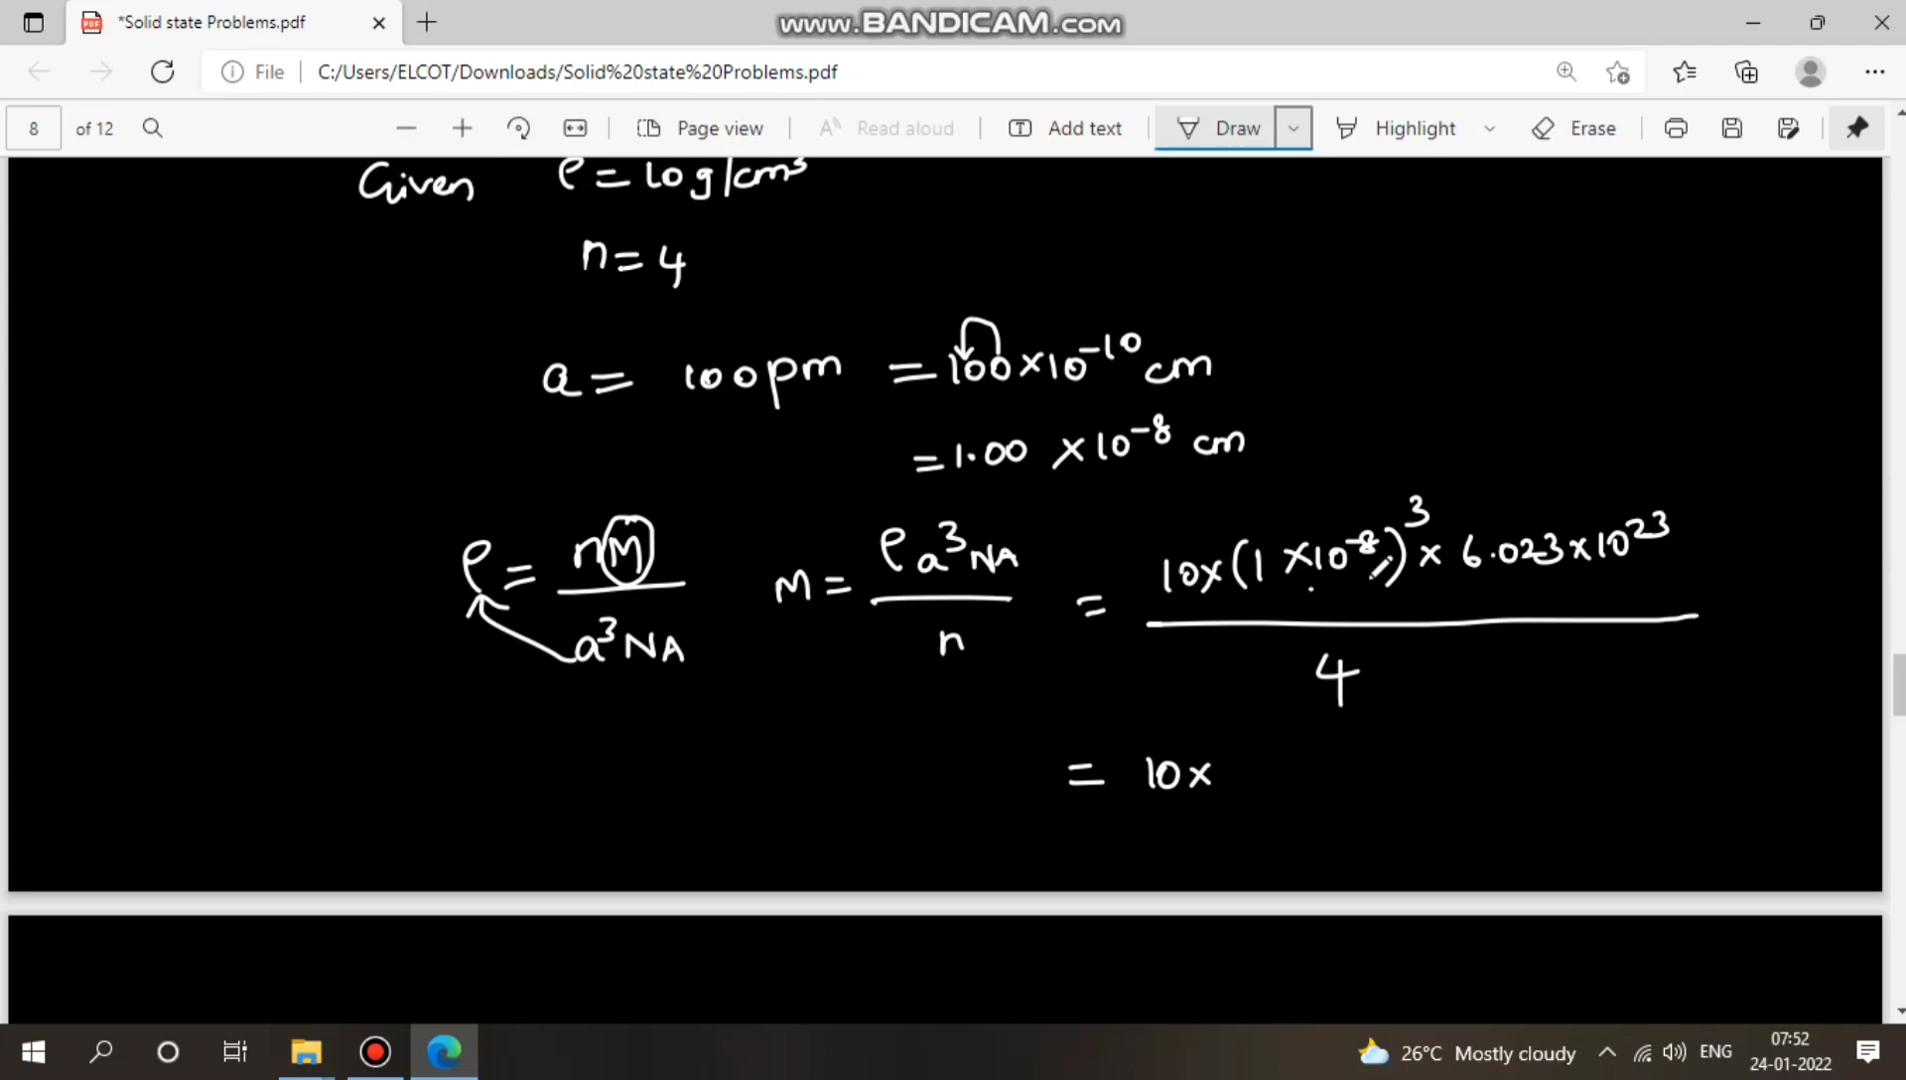 *Solid state Problems.pdf
www.BANDICAM.com
File
C:/Users/ELCOT/Downloads/Solid%20state%20Problems.pdf
8 of 12
Page view
Read aloud
Add text
Draw
Highlight
Erase
Given ρ = 10g/cm³
n = 4
a = 100pm = 100×10⁻¹⁰ cm
= 1.00 ×10⁻⁸ cm
ρ = nM / a³NA M = ρa³NA / n = 10×(1 ×10⁻⁸)³ × 6.023×10²³ / 4
= 10×
26°C Mostly cloudy
ENG
07:52
24-01-2022